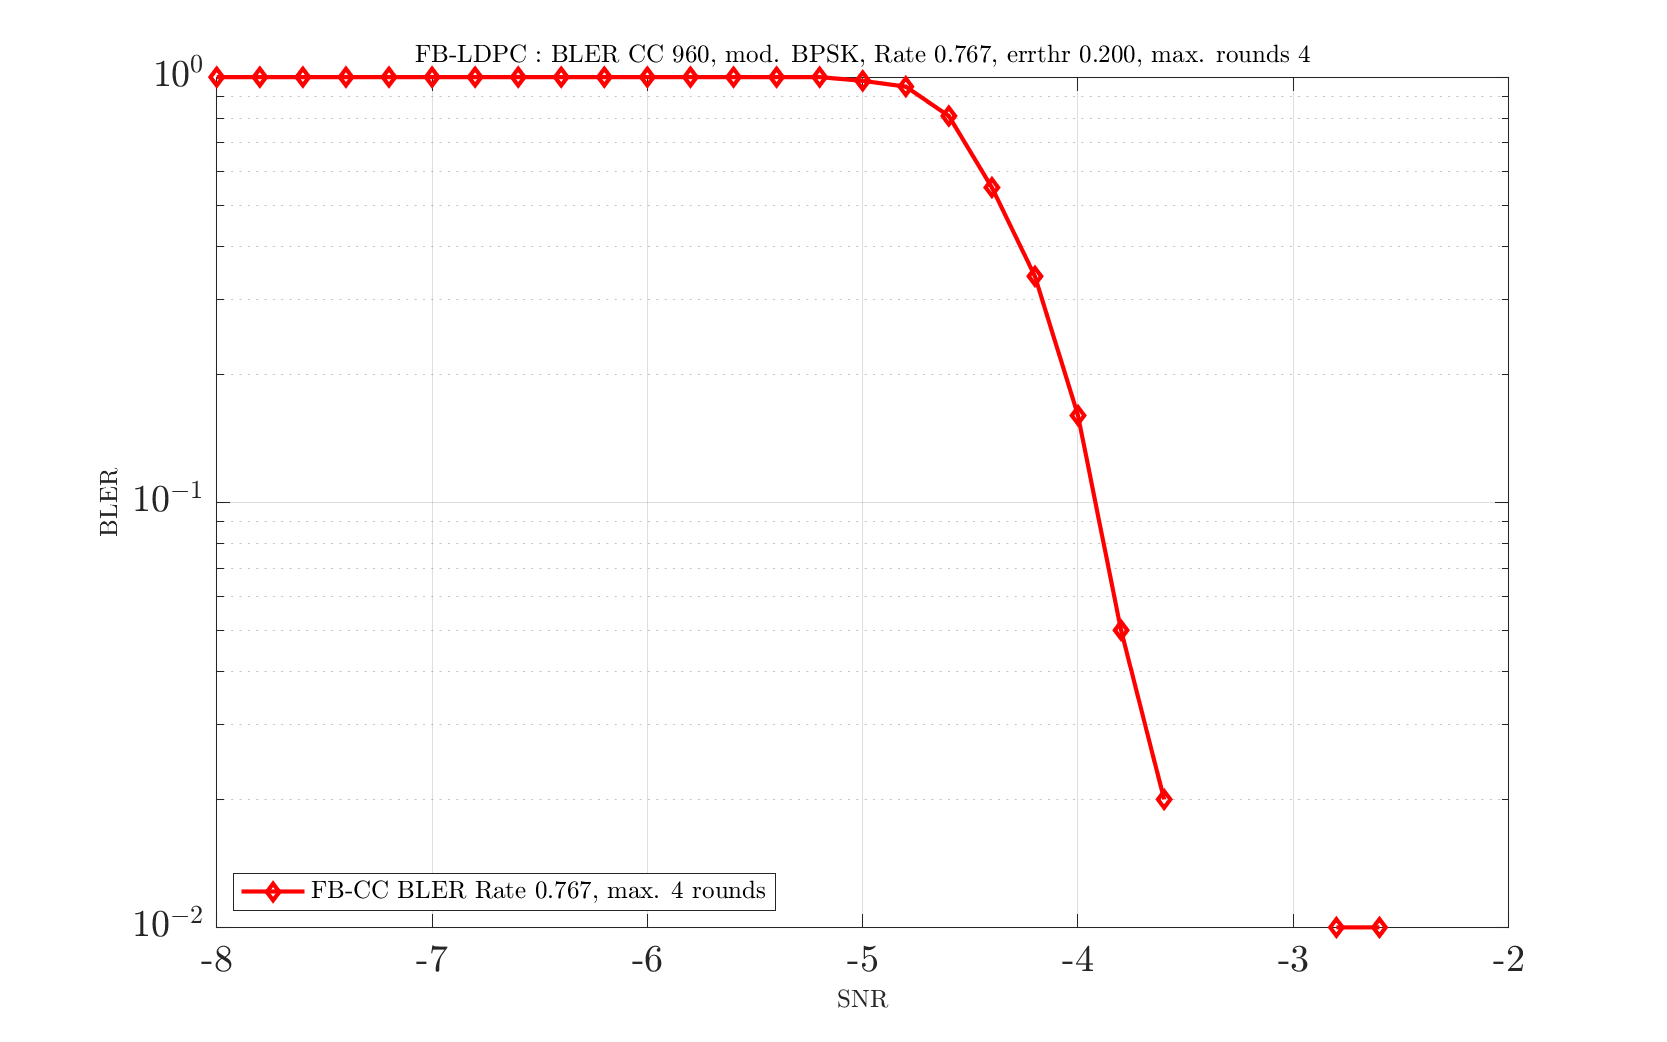 FB-LDPC : BLER CC 960, mod. BPSK, Rate 0.767, errthr 0.200, max. rounds 4
10^0
10^{-1}
10^{-2}
BLER
FB-CC BLER Rate 0.767, max. 4 rounds
-8 -7 -6 -5 -4 -3 -2
SNR